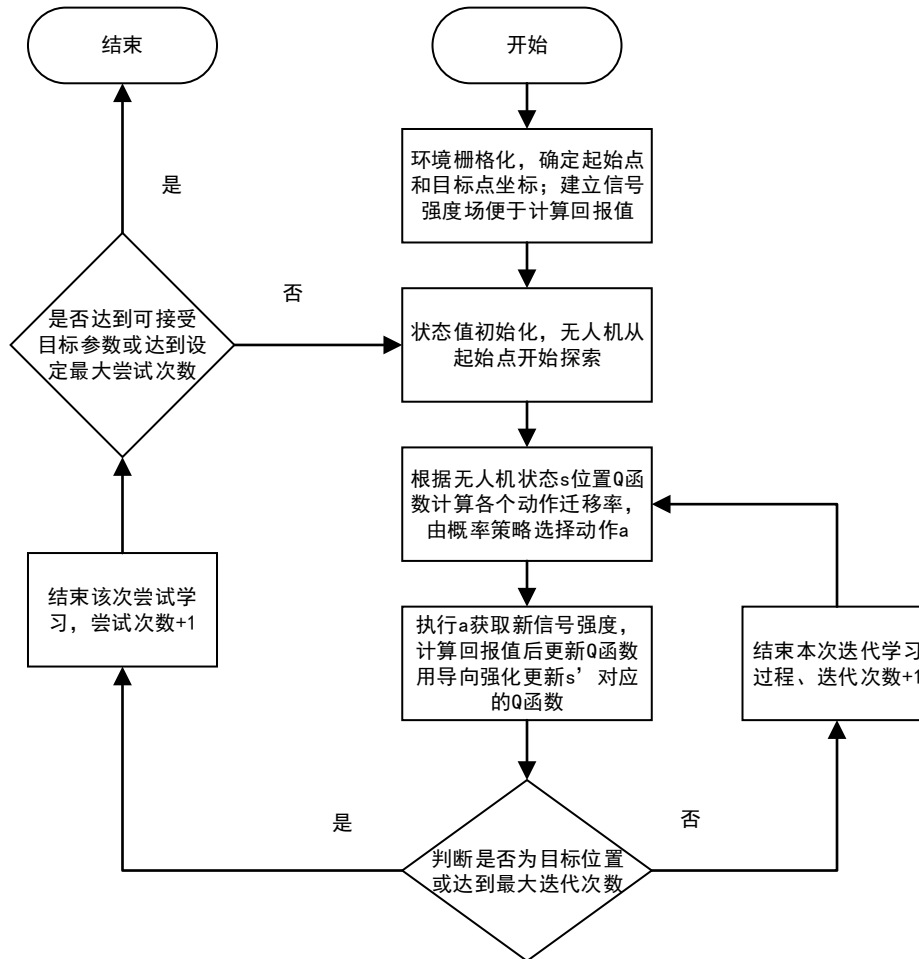 结束
开始
环境栅格化，确定起始点
和目标点坐标；建立信号
强度场便于计算回报值
是
否
是否达到可接受
目标参数或达到设
定最大尝试次数
状态值初始化，无人机从
起始点开始探索
根据无人机状态s位置Q函
数计算各个动作迁移率，
由概率策略选择动作a
结束该次尝试学
习，尝试次数+1
执行a获取新信号强度，
计算回报值后更新Q函数
用导向强化更新s’对应
的Q函数
结束本次迭代学习
过程、迭代次数+1
是
否
判断是否为目标位置
或达到最大迭代次数